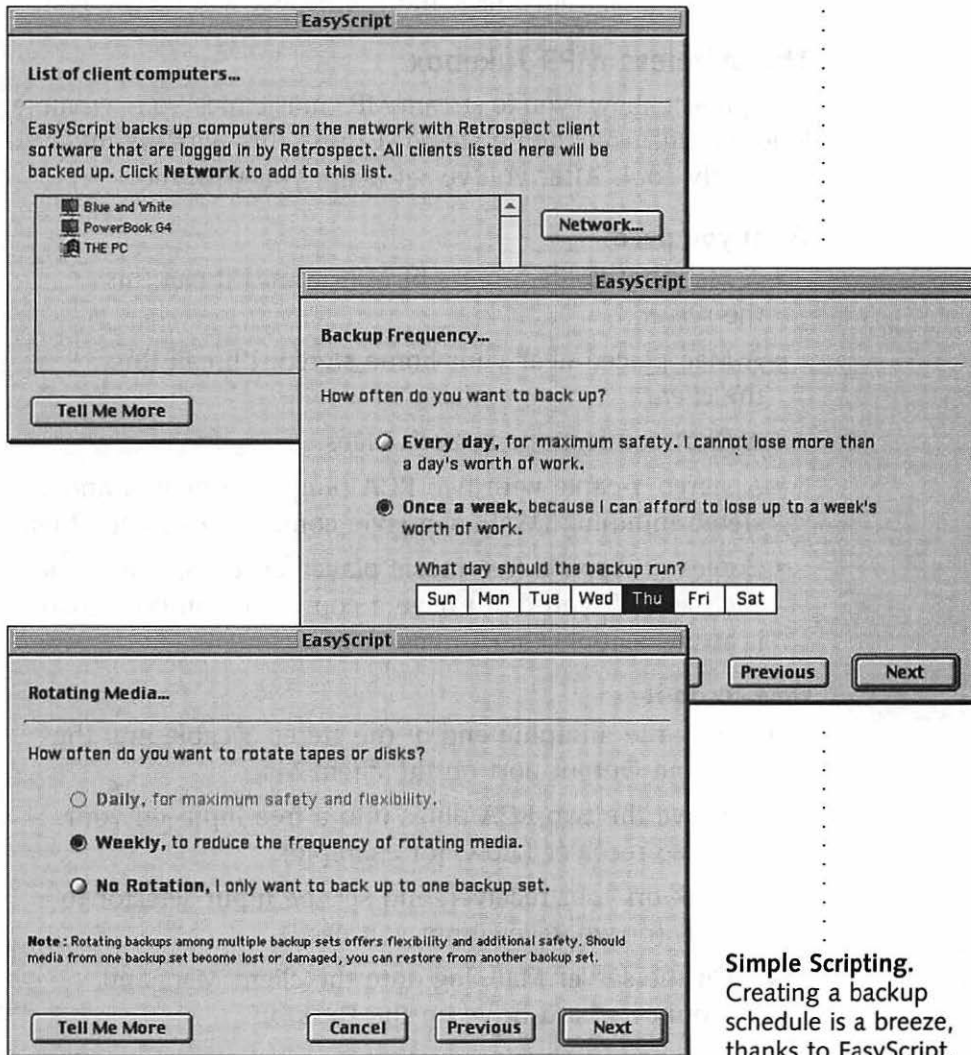 EasyScript
List of client computers...
EasyScript backs up computers on the network with Retrospect client
software that are logged in by Retrospect. All clients listed here will be
backed up. Click Network to add to this list.
Blue and White
PowerBook G4
THE PC
Network...
Tell Me More
EasyScript
Backup Frequency...
How often do you want to back up?
Every day, for maximum safety. I cannot lose more than
a day's worth of work.
Once a week, because I can afford to lose up to a week's
worth of work.
What day should the backup run?
Sun Mon Tue Wed Thu Fri Sat
Previous Next
EasyScript
Rotating Media...
How often do you want to rotate tapes or disks?
Daily, for maximum safety and flexibility.
Weekly, to reduce the frequency of rotating media.
No Rotation, I only want to back up to one backup set.
Note: Rotating backups among multiple backup sets offers flexibility and additional safety. Should
media from one backup set become lost or damaged, you can restore from another backup set.
Tell Me More Cancel Previous Next
Simple Scripting.
Creating a backup
schedule is a breeze,
thanks to EasyScript